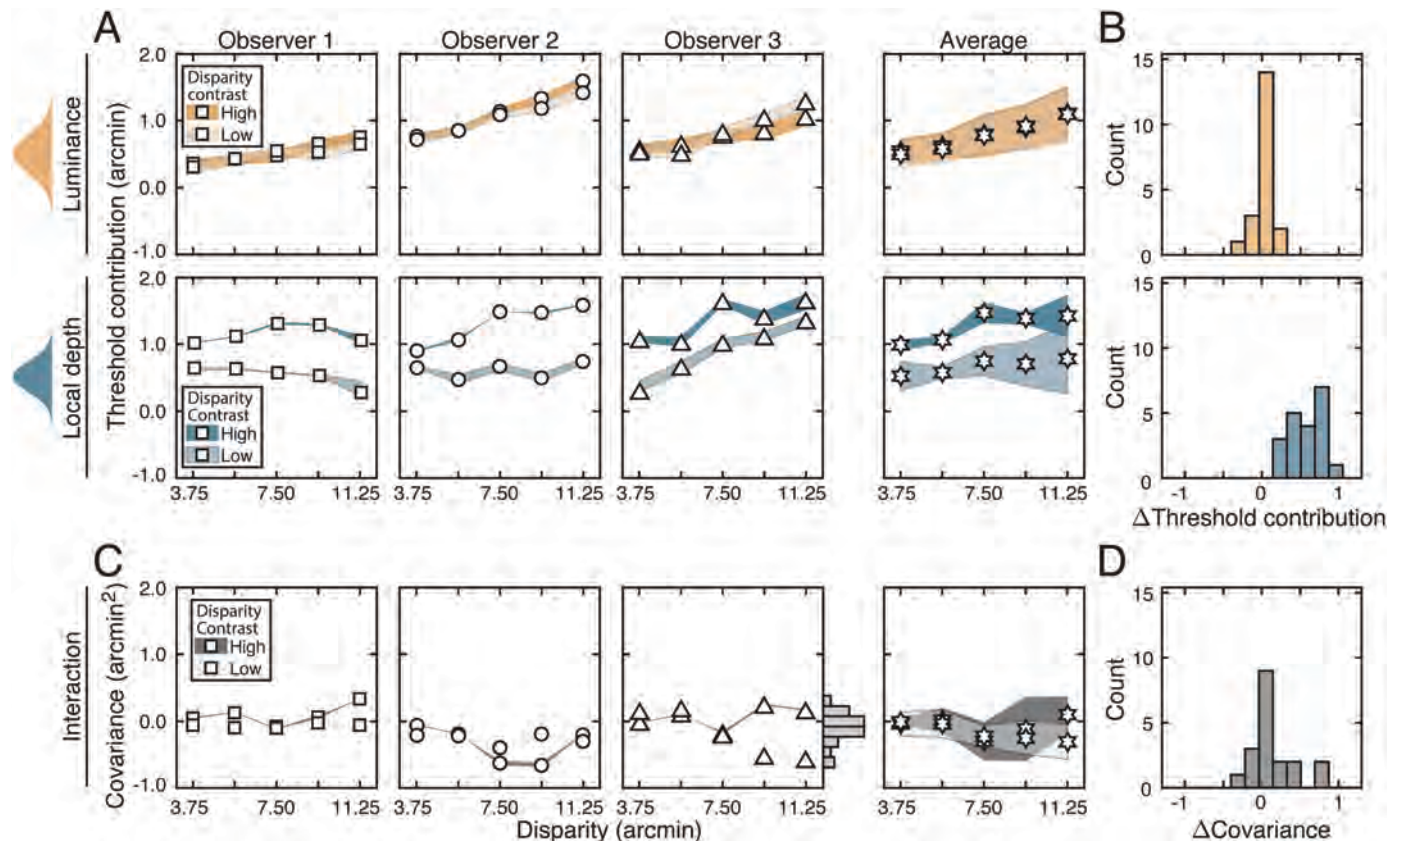 A
B
Observer 1
Observer 2
Observer 3
Average
Luminance
Threshold contribution (arcmin)
2.0
1.0
0.0
-1.0
Disparity
contrast
High
Low
Count
15
10
5
0
Local depth
2.0
1.0
0.0
-1.0
Disparity
Contrast
High
Low
3.75 7.50 11.25
3.75 7.50 11.25
3.75 7.50 11.25
3.75 7.50 11.25
Count
15
10
5
0
-1 0 1
ΔThreshold contribution
C
D
Interaction
Covariance (arcmin²)
2.0
1.0
0.0
-1.0
Disparity
Contrast
High
Low
3.75 7.50 11.25
3.75 7.50 11.25
3.75 7.50 11.25
3.75 7.50 11.25
Disparity (arcmin)
Count
15
10
5
0
-1 0 1
ΔCovariance